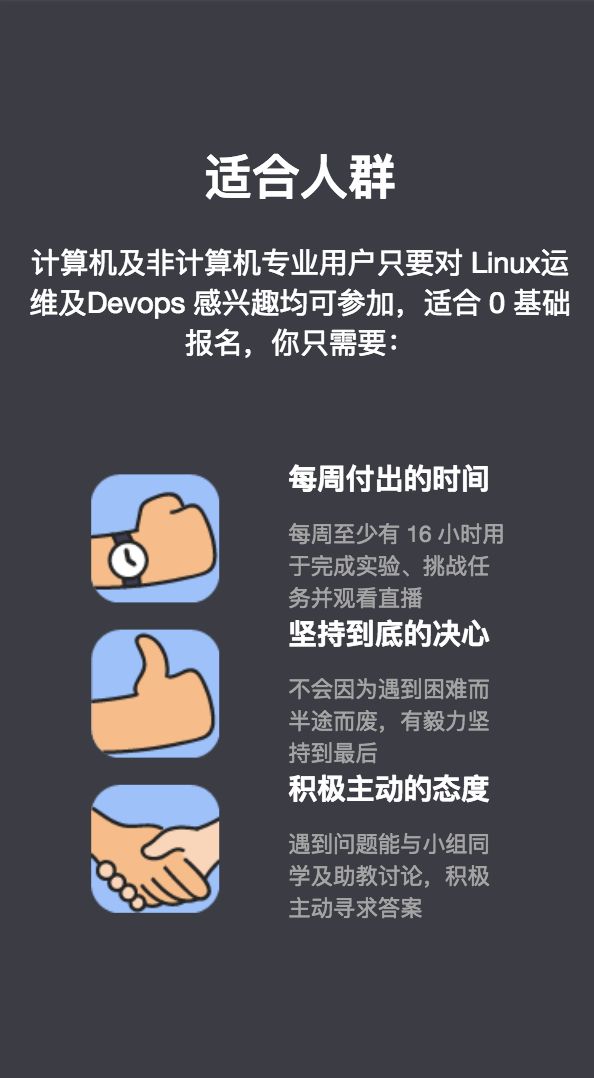 适合人群
计算机及非计算机专业用户只要对 Linux运
维及Devops 感兴趣均可参加，适合 0 基础
报名，你只需要：
每周付出的时间
每周至少有 16 小时用
于完成实验、挑战任
务并观看直播
坚持到底的决心
不会因为遇到困难而
半途而废，有毅力坚
持到最后
积极主动的态度
遇到问题能与小组同
学及助教讨论，积极
主动寻求答案